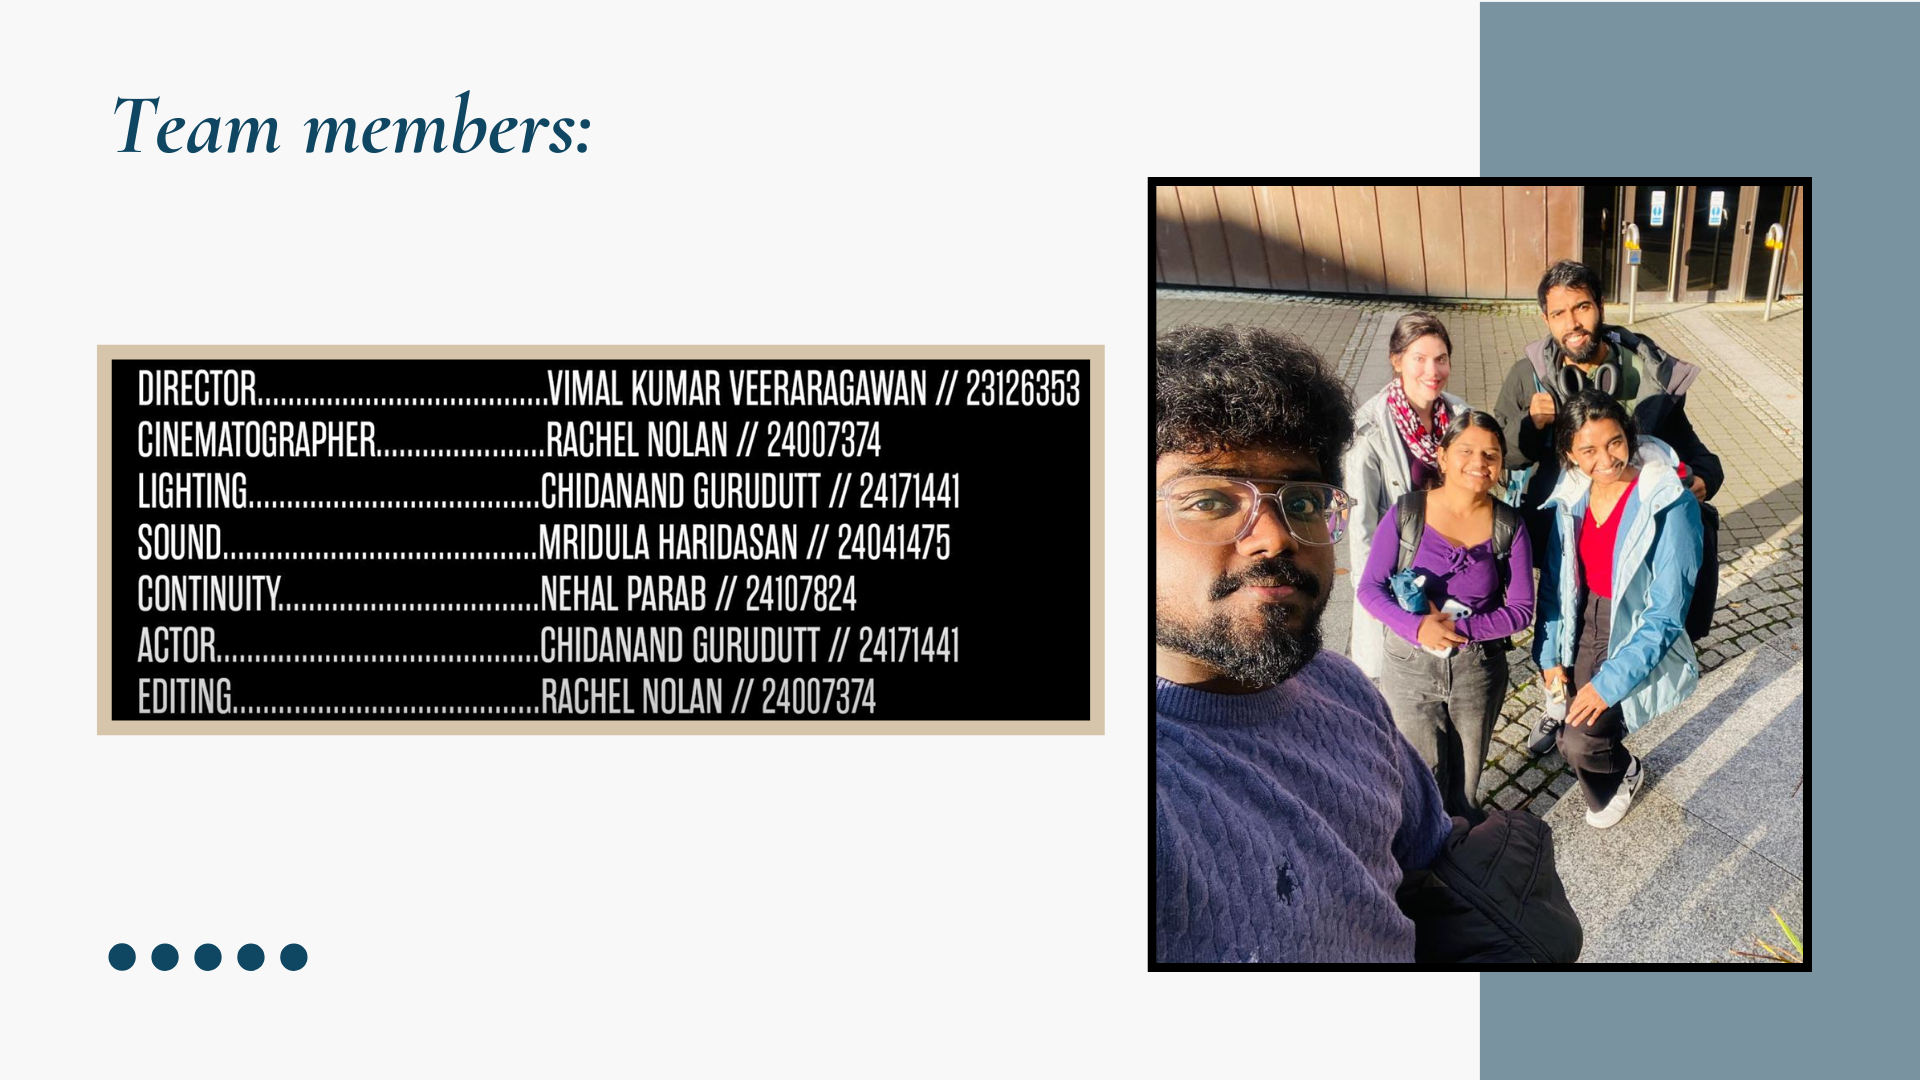 Team members:
DIRECTOR......................................VIMAL KUMAR VEERARAGAWAN // 23126353
CINEMATOGRAPHER......................RACHEL NOLAN // 24007374
LIGHTING......................................CHIDANAND GURUDUTT // 24171441
SOUND.........................................MRIDULA HARIDASAN // 24041475
CONTINUITY..................................NEHAL PARAB // 24107824
ACTOR..........................................CHIDANAND GURUDUTT // 24171441
EDITING........................................RACHEL NOLAN // 24007374